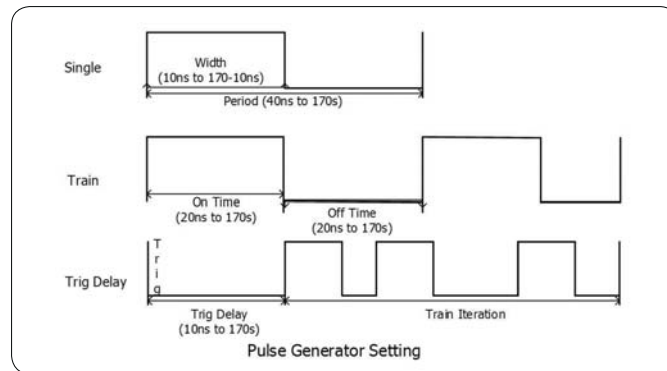 Single
Width
(10ns to 170-10ns)
Period (40ns to 170s)
Train
On Time
(20ns to 170s)
Off Time
(20ns to 170s)
Trig Delay
Trig
Trig Delay
(10ns to 170s)
Train Iteration
Pulse Generator Setting